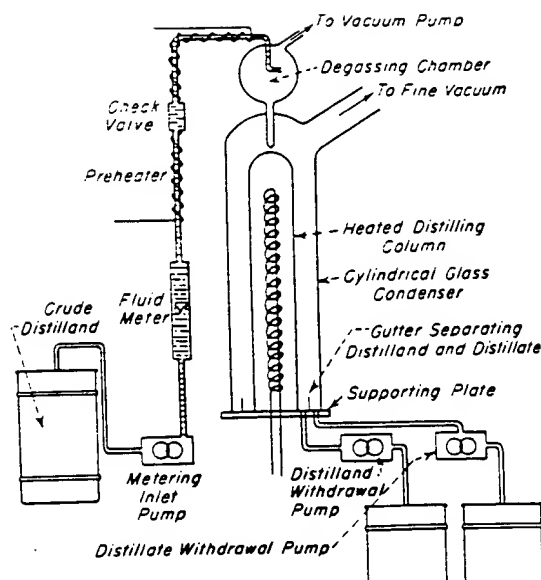 To Vacuum Pump
Degassing Chamber
To Fine Vacuum
Check
Valve
Preheater
Heated Distilling
Column
Cylindrical Glass
Condenser
Fluid
Meter
Crude
Distilland
Gutter Separating
Distilland and Distillate
Supporting Plate
Metering
Inlet
Pump
Distilland
Withdrawal
Pump
Distillate Withdrawal Pump